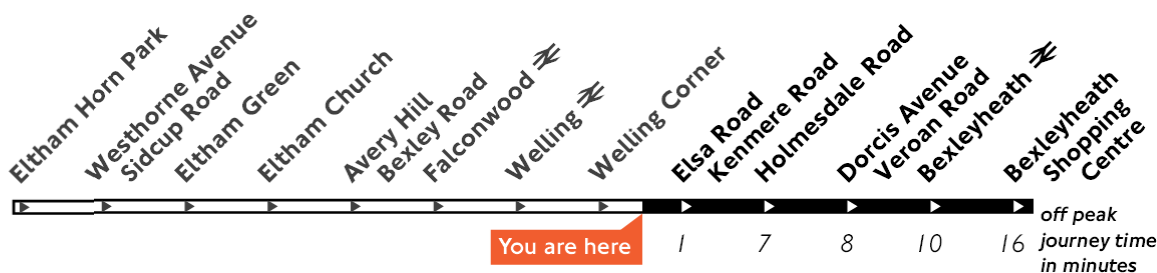 Eltham Horn Park
Westhorne Avenue
Sidcup Road
Eltham Green
Eltham Church
Avery Hill
Bexley Road
Falconwood
Welling
Welling Corner
Elsa Road
Kenmere Road
Holmesdale Road
Dorcis Avenue
Veroan Road
Bexleyheath
Bexleyheath
Shopping
Centre
You are here
1
7
8
10
16
off peak
journey time
in minutes